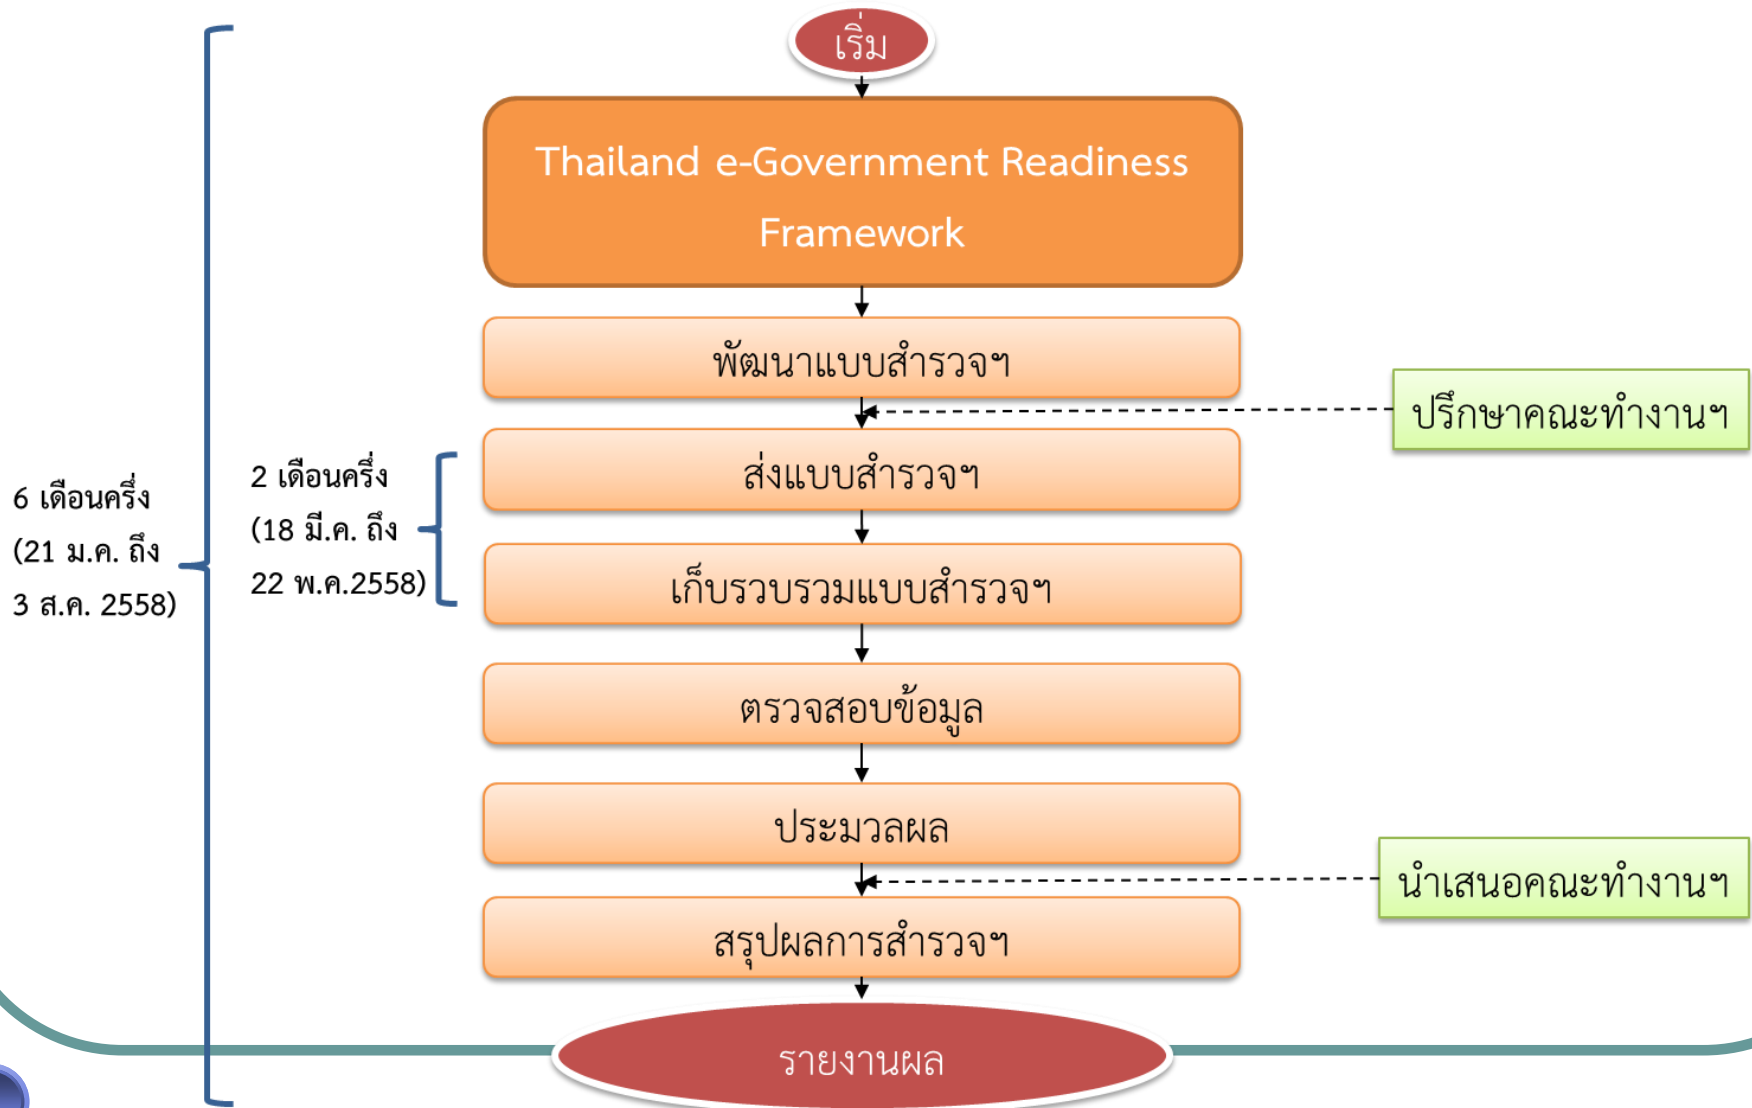 เริ่ม
Thailand e-Government Readiness
Framework
พัฒนาแบบสำรวจฯ
ปรึกษาคณะทำงานฯ
ส่งแบบสำรวจฯ
2 เดือนครึ่ง
(18 มี.ค. ถึง
22 พ.ค.2558)
6 เดือนครึ่ง
(21 ม.ค. ถึง
3 ส.ค. 2558)
เก็บรวบรวมแบบสำรวจฯ
ตรวจสอบข้อมูล
ประมวลผล
นำเสนอคณะทำงานฯ
สรุปผลการสำรวจฯ
รายงานผล